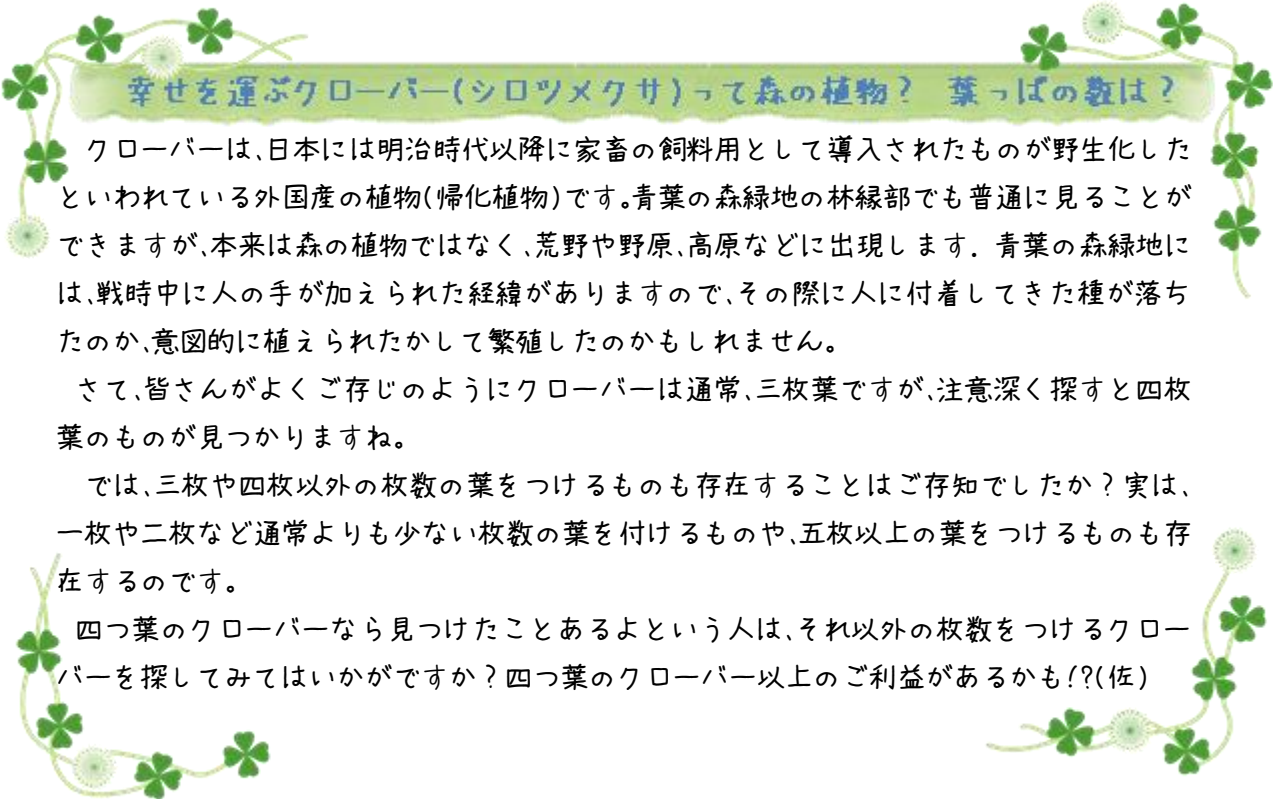 幸せを運ぶクローバー(シロツメクサ)って森の植物？　葉っぱの数は？
クローバーは､日本には明治時代以降に家畜の飼料用として導入されたものが野生化した
といわれている外国産の植物(帰化植物)です｡青葉の森緑地の林縁部でも普通に見ることが
できますが､本来は森の植物ではなく､荒野や野原､高原などに出現します．青葉の森緑地に
は､戦時中に人の手が加えられた経緯がありますので､その際に人に付着してきた種が落ち
たのか､意図的に植えられたかして繁殖したのかもしれません。
さて､皆さんがよくご存じのようにクローバーは通常､三枚葉ですが､注意深く探すと四枚
葉のものが見つかりますね。
では､三枚や四枚以外の枚数の葉をつけるものも存在することはご存知でしたか？実は､
一枚や二枚など通常よりも少ない枚数の葉を付けるものや､五枚以上の葉をつけるものも存
在するのです。
四つ葉のクローバーなら見つけたことあるよという人は､それ以外の枚数をつけるクロー
バーを探してみてはいかがですか？四つ葉のクローバー以上のご利益があるかも!?(佐)